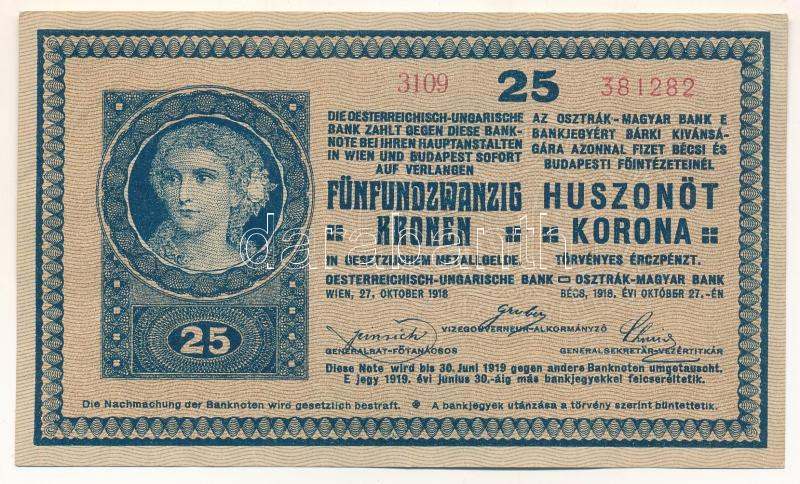 3109 25 381282
DIE OESTERREICHISCH-UNGARISCHE
BANK ZAHLT GEGEN DIESE BANK-
NOTE BEI IHREN HAUPTANSTALTEN
IN WIEN UND BUDAPEST SOFORT
AUF VERLANGEN
FÜNFUNDZWANZIG
KRONEN
IN GESETZLICHEM METALLGELDE.
AZ OSZTRÁK-MAGYAR BANK E
BANKJEGYÉRT BÁRKI KIVÁNSÁ-
GÁRA AZONNAL FIZET BÉCSI ÉS
BUDAPESTI FŐINTÉZETEINÉL
HUSZONÖT
KORONA
TÖRVÉNYES ÉRCZPÉNZT.
OESTERREICHISCH-UNGARISCHE BANK OSZTRÁK-MAGYAR BANK
WIEN, 27. OKTOBER 1918 BÉCS, 1918. ÉVI OKTÓBER 27.-ÉN
Gruber
VIZEGOUVERNEUR-ALKORMÁNYZÓ
GENERALRAT-FŐTANÁCSOS GENERALSEKRETÄR-VEZÉRTITKÁR
Diese Note wird bis 30. Juni 1919 gegen andere Banknoten umgetauscht.
E jegy 1919. évi junius 30.-áig más bankjegyekkel felcseréltetik.
25
Die Nachmachung der Banknoten wird gesetzlich bestraft. A bankjegyek utánzása a törvény szerint büntettetik.
darabanth